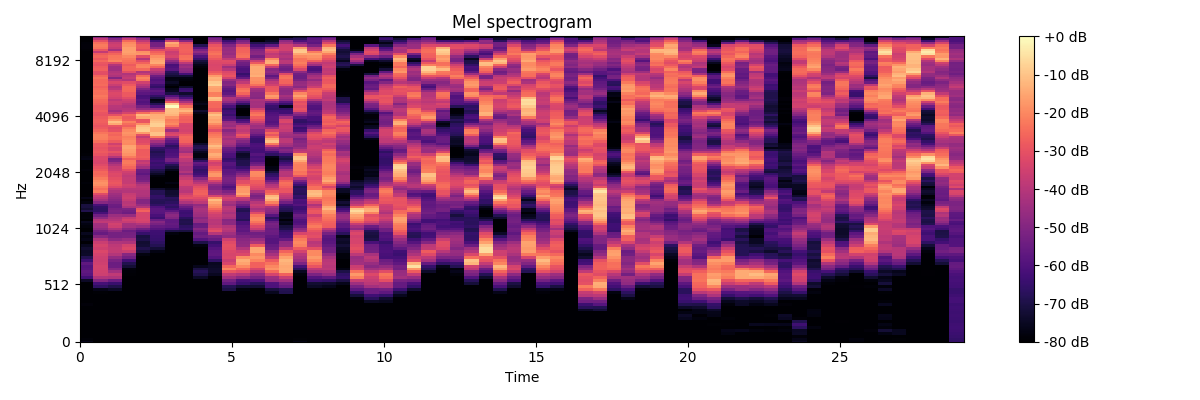 Mel spectrogram
+0 dB
8192
-10 dB
4096
-20 dB
-30 dB
Hz
2048
-40 dB
1024
-50 dB
-60 dB
512
-70 dB
0
-80 dB
0 5 10 15 20 25
Time